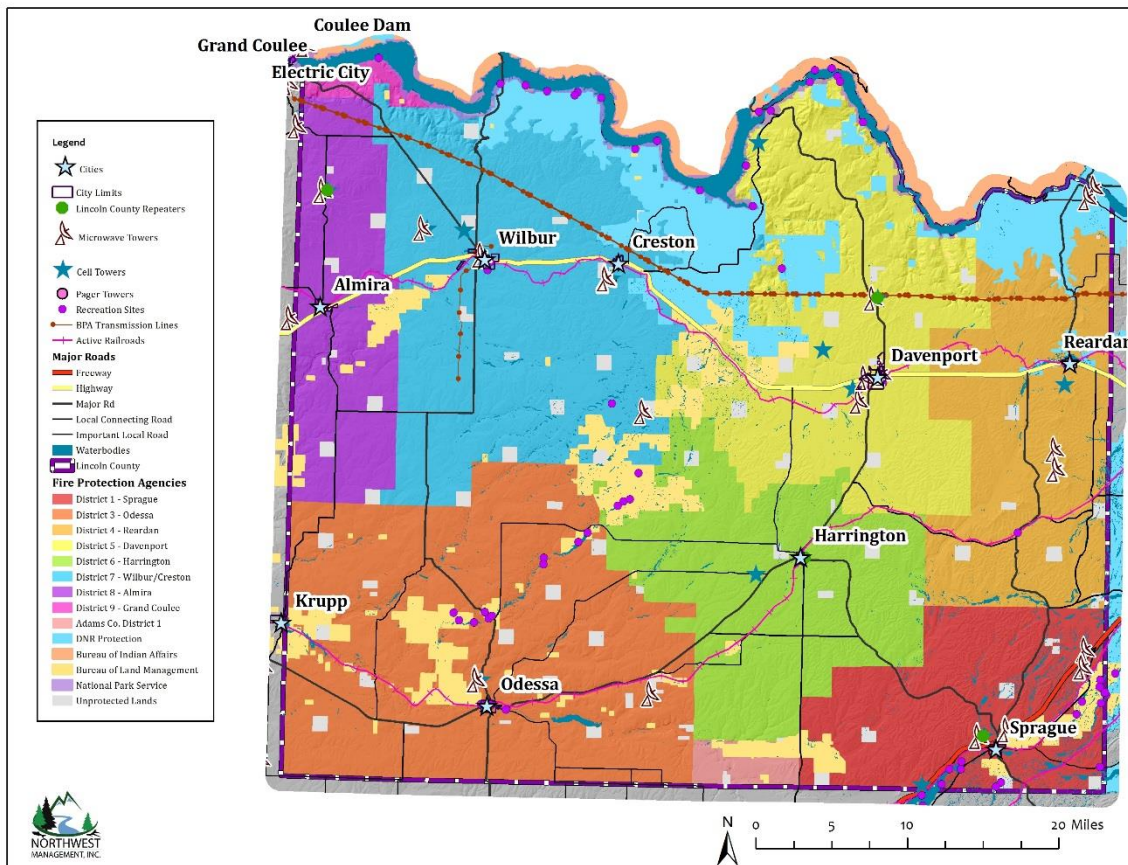 Coulee Dam
Grand Coulee
Electric City
Wilbur
Creston
Almira
Davenport
Reardan
Harrington
Krupp
Odessa
Sprague
Legend
Cities
City Limits
Lincoln County Repeaters
Microwave Towers
Cell Towers
Pager Towers
Recreation Sites
BPA Transmission Lines
Active Railroads
Major Roads
Freeway
Highway
Major Rd
Local Connecting Road
Important Local Road
Waterbodies
Lincoln County
Fire Protection Agencies
District 1 - Sprague
District 3 - Odessa
District 4 - Reardan
District 5 - Davenport
District 6 - Harrington
District 7 - Wilbur/Creston
District 8 - Almira
District 9 - Grand Coulee
Adams Co. District 1
DNR Protection
Bureau of Indian Affairs
Bureau of Land Management
National Park Service
Unprotected Lands
NORTHWEST
MANAGEMENT, INC.
N
0 5 10 20 Miles